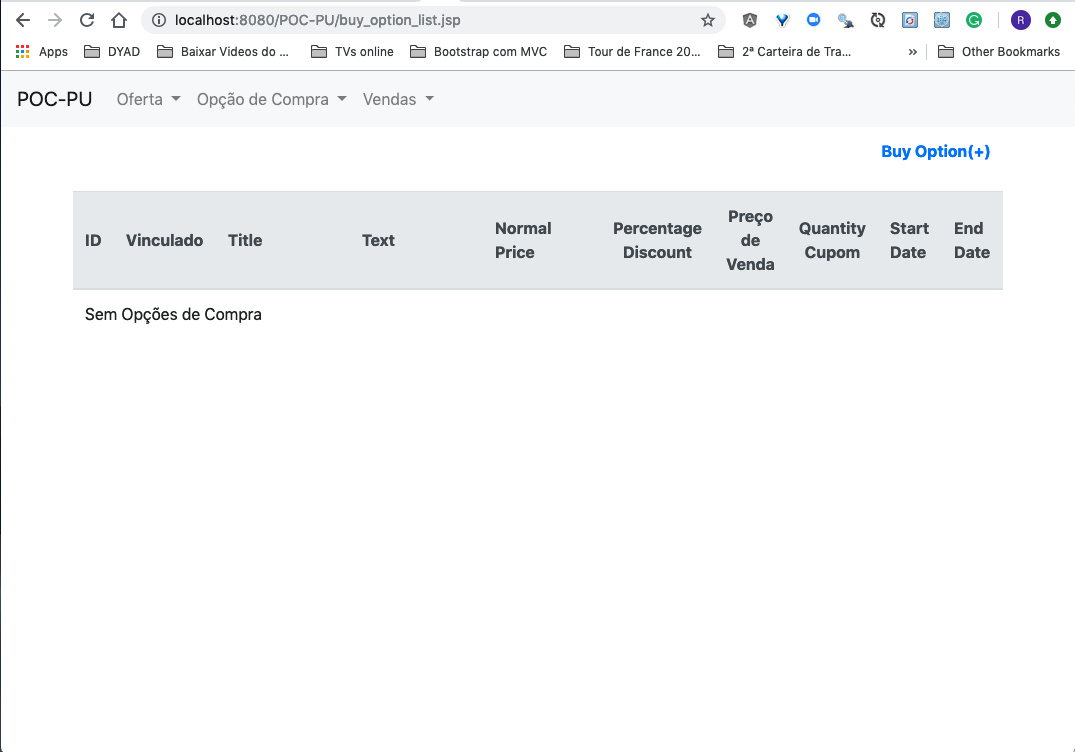 localhost:8080/POC-PU/buy_option_list.jsp
R
Apps DYAD Baixar Videos do ... TVs online Bootstrap com MVC Tour de France 20... 2ª Carteira de Tra... » Other Bookmarks
POC-PU Oferta Opção de Compra Vendas
Buy Option(+)
ID Vinculado Title Text Normal Price Percentage Discount Preço de Venda Quantity Cupom Start Date End Date
Sem Opções de Compra